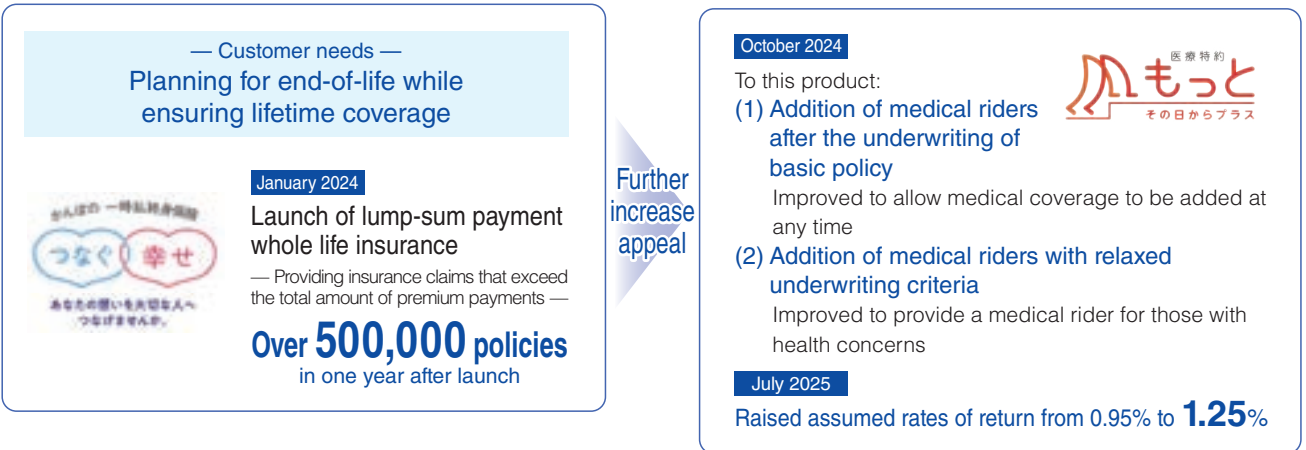 — Customer needs —
Planning for end-of-life while
ensuring lifetime coverage
かんぽの 一時払終身保険
つなぐ 幸せ
あなたの想いを大切な人へ
つなげませんか。
January 2024
Launch of lump-sum payment
whole life insurance
— Providing insurance claims that exceed
the total amount of premium payments —
Over 500,000 policies
in one year after launch
Further
increase
appeal
October 2024
To this product:
(1) Addition of medical riders
after the underwriting of
basic policy
Improved to allow medical coverage to be added at
any time
(2) Addition of medical riders with relaxed
underwriting criteria
Improved to provide a medical rider for those with
health concerns
医療特約
もっと
その日からプラス
July 2025
Raised assumed rates of return from 0.95% to 1.25%